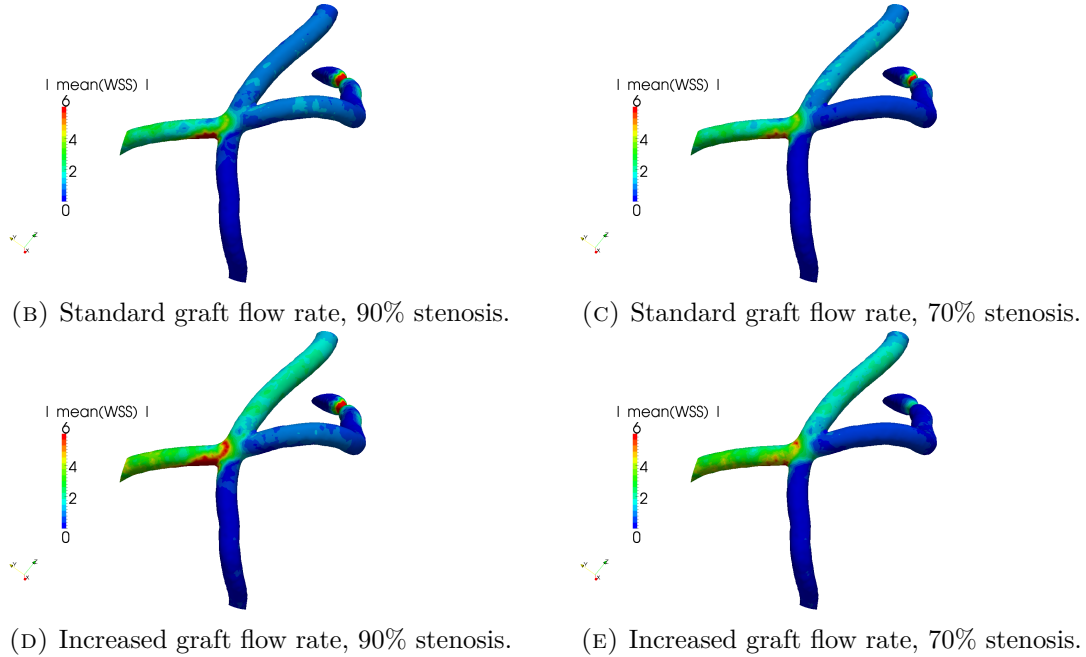 | mean(WSS) |
6
4
2
0
Y Z X
(B) Standard graft flow rate, 90% stenosis.
| mean(WSS) |
6
4
2
0
Y Z X
(C) Standard graft flow rate, 70% stenosis.
| mean(WSS) |
6
4
2
0
Y Z X
(D) Increased graft flow rate, 90% stenosis.
| mean(WSS) |
6
4
2
0
Y Z X
(E) Increased graft flow rate, 70% stenosis.